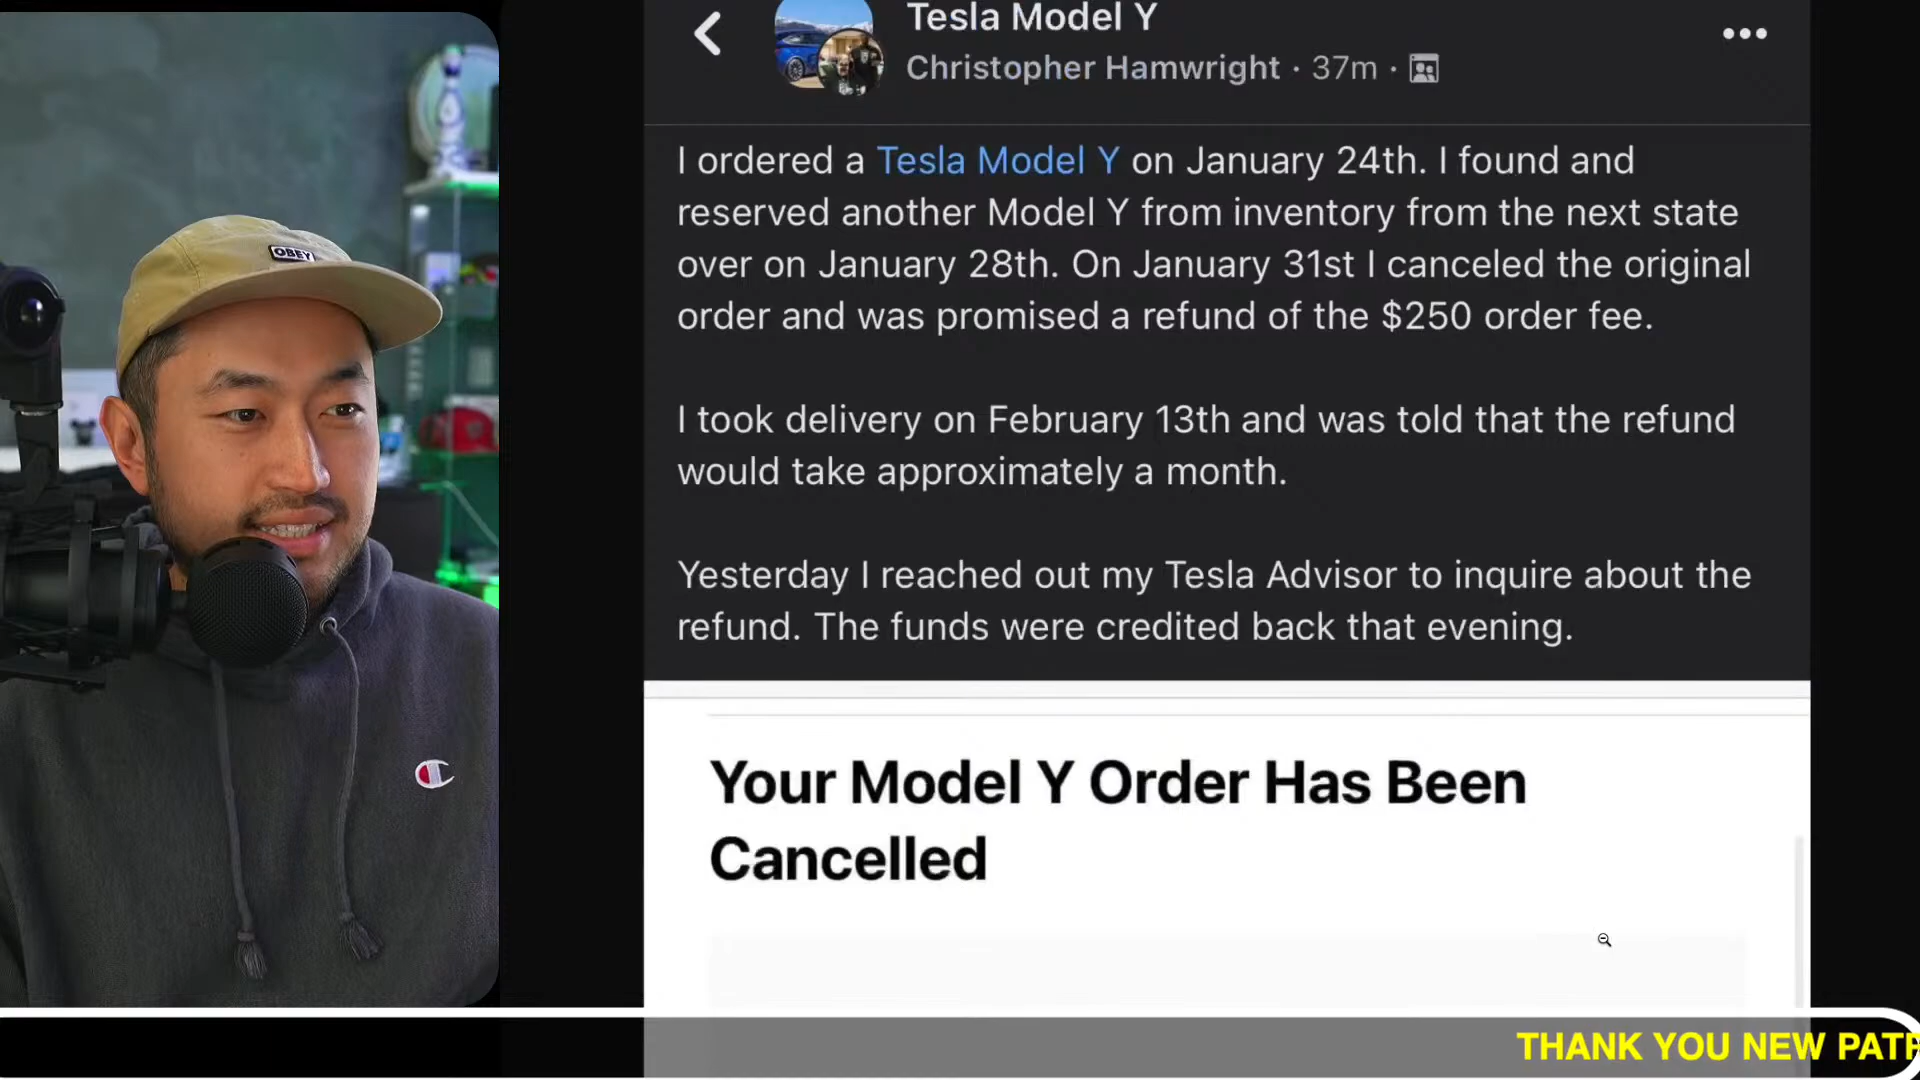 Tesla Model Y
Christopher Hamwright · 37m ·
I ordered a Tesla Model Y on January 24th. I found and
reserved another Model Y from inventory from the next state
over on January 28th. On January 31st I canceled the original
order and was promised a refund of the $250 order fee.
I took delivery on February 13th and was told that the refund
would take approximately a month.
Yesterday I reached out my Tesla Advisor to inquire about the
refund. The funds were credited back that evening.
Your Model Y Order Has Been
Cancelled
OBEY
THANK YOU NEW